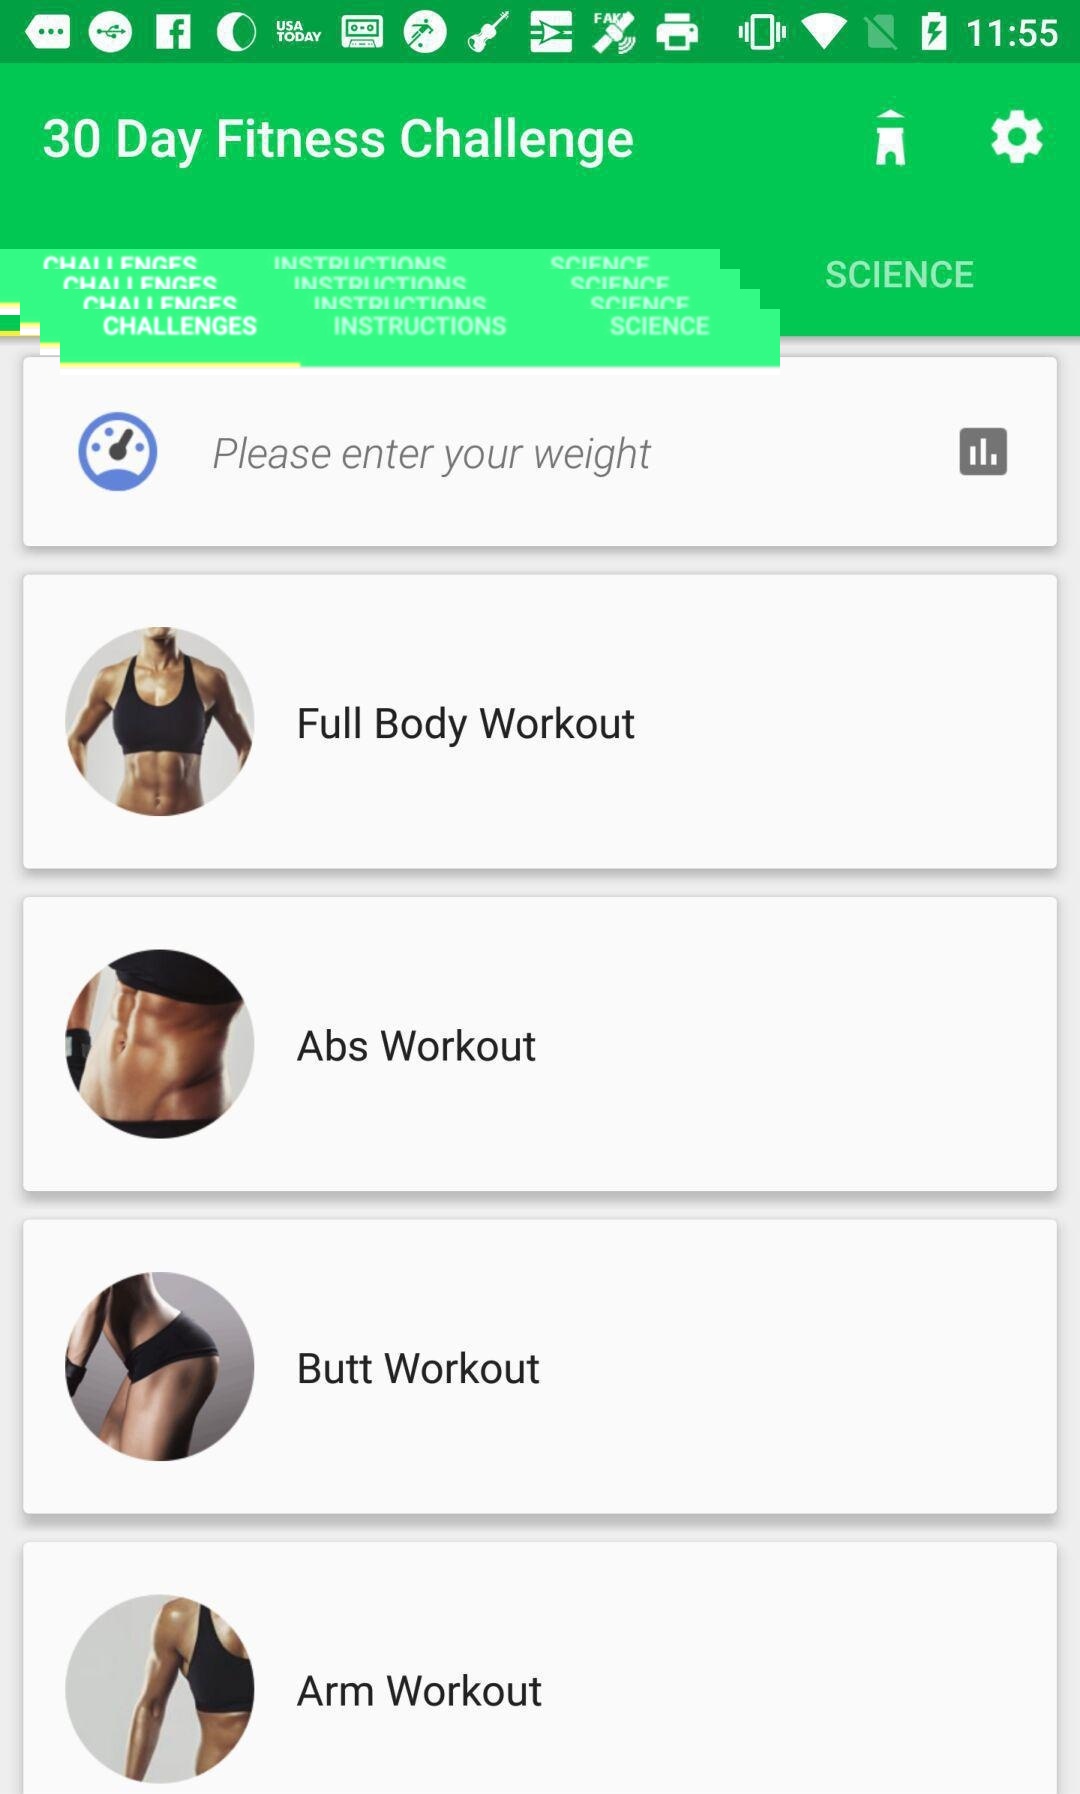 USA
TODAY
FAKE
11:55
30 Day Fitness Challenge
CHALLENGES INSTRUCTIONS SCIENCE
SCIENCE
CHALLENGES INSTRUCTIONS SCIENCE
CHALLENGES INSTRUCTIONS SCIENCE
CHALLENGES INSTRUCTIONS SCIENCE
Please enter your weight
Full Body Workout
Abs Workout
Butt Workout
Arm Workout